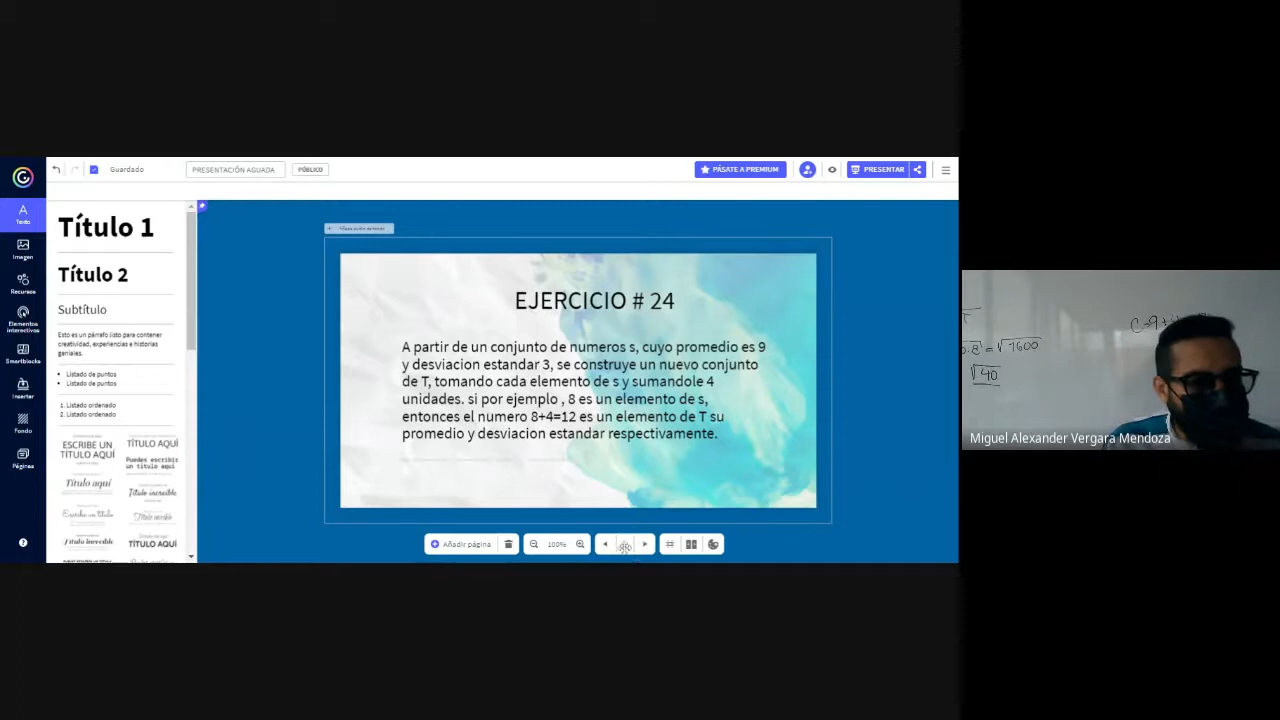 Guardado
PRESENTACIÓN AGUADA
PÚBLICO
PÁSATE A PREMIUM
PRESENTAR
Texto
Imagen
Recursos
Elementos
interactivos
Smartblocks
Insertar
Fondo
Páginas
Título 1
Título 2
Subtítulo
Esto es un párrafo listo para contener
creatividad, experiencias e historias
geniales.
• Listado de puntos
• Listado de puntos
1. Listado ordenado
2. Listado ordenado
ESCRIBE UN
TÍTULO AQUÍ
TÍTULO AQUÍ
Puedes escribir
un título aquí
Título aquí
Título increíble
Escribe un título
Título increíble
TÍTULO AQUÍ
EJERCICIO # 24
A partir de un conjunto de numeros s, cuyo promedio es 9
y desviacion estandar 3, se construye un nuevo conjunto
de T, tomando cada elemento de s y sumandole 4
unidades. si por ejemplo , 8 es un elemento de s,
entonces el numero 8+4=12 es un elemento de T su
promedio y desviacion estandar respectivamente.
Añadir página
100%
= √1600
√40
Miguel Alexander Vergara Mendoza